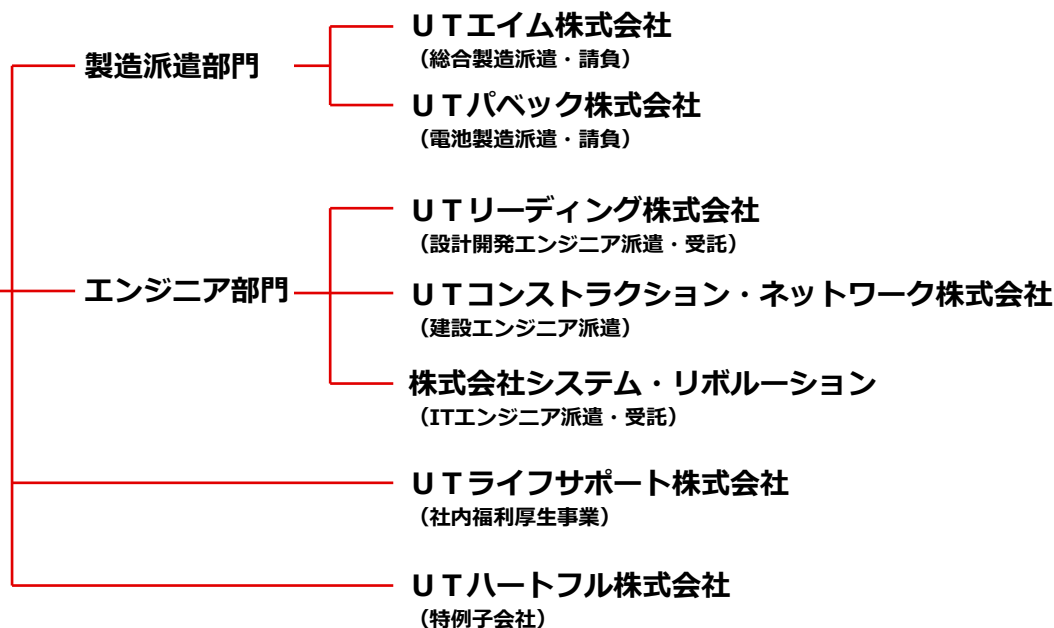 製造派遣部門
UTエイム株式会社
（総合製造派遣・請負）
UTパベック株式会社
（電池製造派遣・請負）
エンジニア部門
UTリーディング株式会社
（設計開発エンジニア派遣・受託）
UTコンストラクション・ネットワーク株式会社
（建設エンジニア派遣）
株式会社システム・リボルーション
（ITエンジニア派遣・受託）
UTライフサポート株式会社
（社内福利厚生事業）
UTハートフル株式会社
（特例子会社）